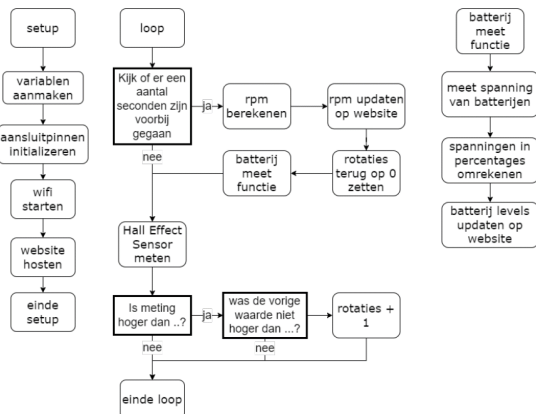 setup
variablen
aanmaken
aansluitpinnen
initializeren
wifi
starten
website
hosten
einde
setup
loop
Kijk of er een
aantal
seconden zijn
voorbij
gegaan
ja
rpm
berekenen
rpm updaten
op website
nee
batterij
meet
functie
rotaties
terug op 0
zetten
Hall Effect
Sensor
meten
Is meting
hoger dan ..?
ja
was de vorige
waarde niet
hoger dan ...?
rotaties +
1
nee
nee
einde loop
batterij
meet
functie
meet spanning
van batterijen
spanningen in
percentages
omrekenen
batterij levels
updaten op
website